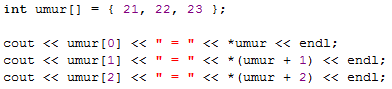 int umur[] = { 21, 22, 23 };
cout << umur[0] << " = " << *umur << endl;
cout << umur[1] << " = " << *(umur + 1) << endl;
cout << umur[2] << " = " << *(umur + 2) << endl;